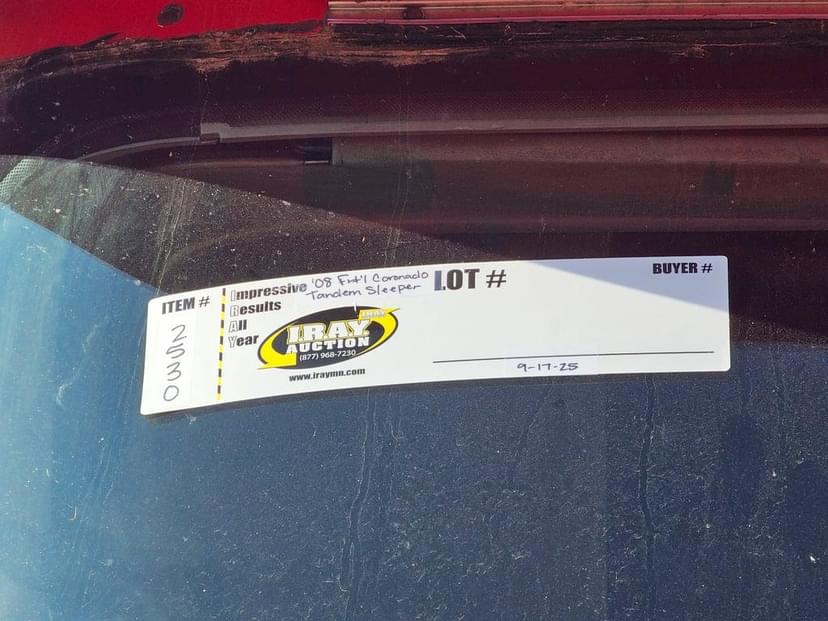 ITEM #
2530
Impressive
Results
All
Year
'08 Frt'l Coronado
Tandem Sleeper
I.R.A.Y.
AUCTION
(877) 968-7230
www.iraymn.com
LOT #
BUYER #
9-17-25